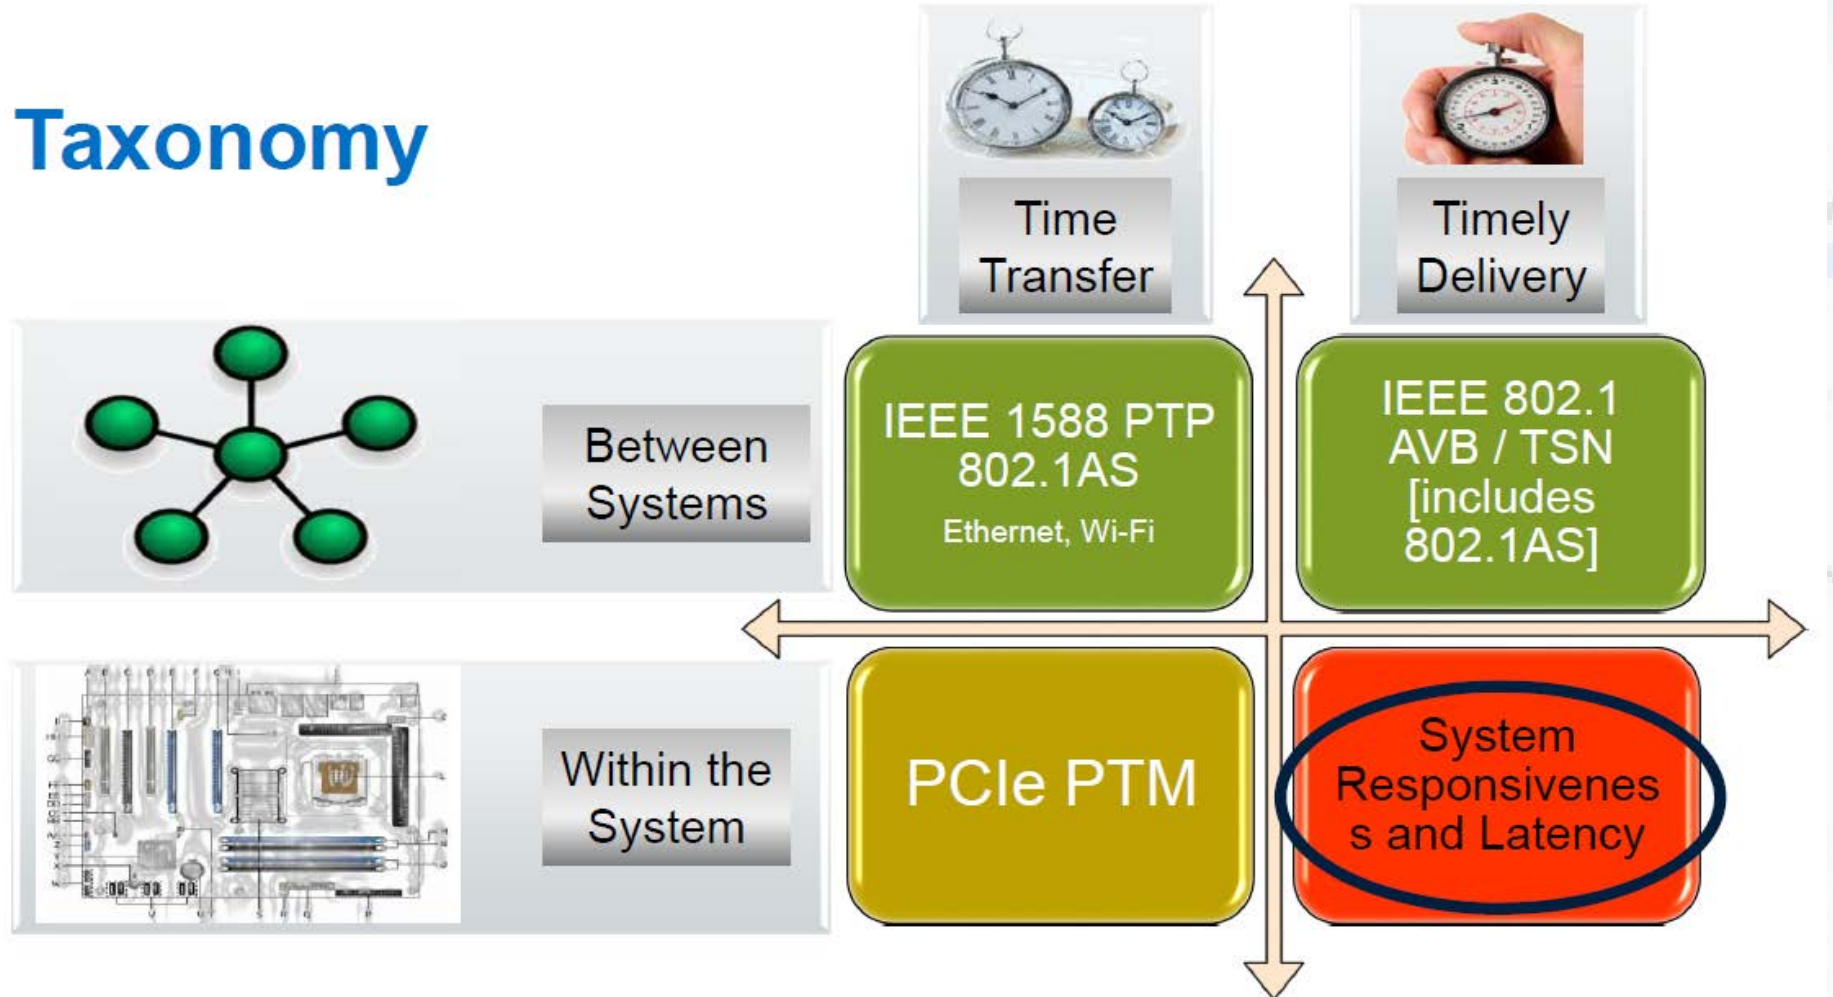 Taxonomy
Time
Transfer
Timely
Delivery
Between
Systems
IEEE 1588 PTP
802.1AS
Ethernet, Wi-Fi
IEEE 802.1
AVB / TSN
[includes
802.1AS]
Within the
System
PCIe PTM
System
Responsivenes
s and Latency